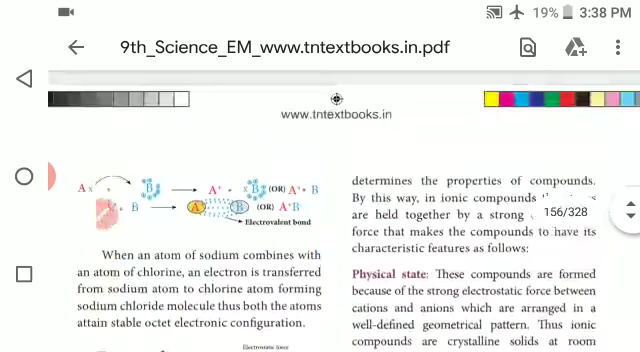 19% 3:38 PM
9th_Science_EM_www.tntextbooks.in.pdf
www.tntextbooks.in
A x + B → A⁺ + x B (OR) A⁺ + B
+ B → A B (OR) A⁺B
Electrovalent bond
When an atom of sodium combines with
an atom of chlorine, an electron is transferred
from sodium atom to chlorine atom forming
sodium chloride molecule thus both the atoms
attain stable octet electronic configuration.
Electrostatic force
determines the properties of compounds.
By this way, in ionic compounds
are held together by a strong
force that makes the compounds to have its
characteristic features as follows:
156/328
Physical state: These compounds are formed
because of the strong electrostatic force between
cations and anions which are arranged in a
well-defined geometrical pattern. Thus ionic
compounds are crystalline solids at room